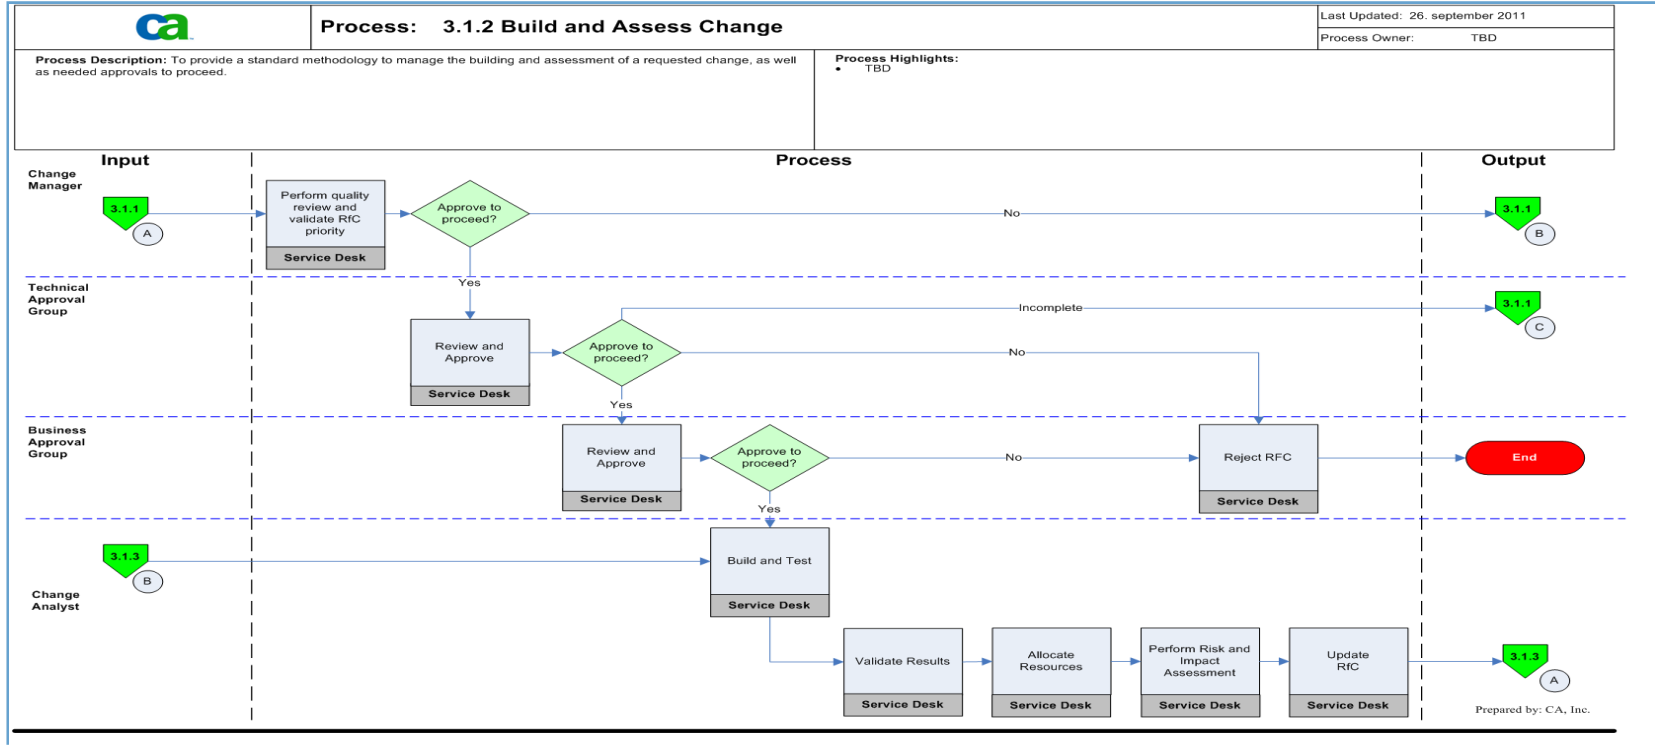 ca
Process: 3.1.2 Build and Assess Change
Last Updated: 26. september 2011
Process Owner: TBD
Process Description: To provide a standard methodology to manage the building and assessment of a requested change, as well
as needed approvals to proceed.
Process Highlights:
• TBD
Input
Process
Output
Change
Manager
3.1.1
A
Perform quality
review and
validate RfC
priority
Service Desk
Approve to
proceed?
No
3.1.1
B
Yes
Technical
Approval
Group
Incomplete
3.1.1
C
Review and
Approve
Service Desk
Approve to
proceed?
No
Yes
Business
Approval
Group
Review and
Approve
Service Desk
Approve to
proceed?
No
Reject RFC
Service Desk
End
Yes
3.1.3
B
Build and Test
Service Desk
Change
Analyst
Validate Results
Service Desk
Allocate
Resources
Service Desk
Perform Risk and
Impact
Assessment
Service Desk
Update
RfC
Service Desk
3.1.3
A
Prepared by: CA, Inc.